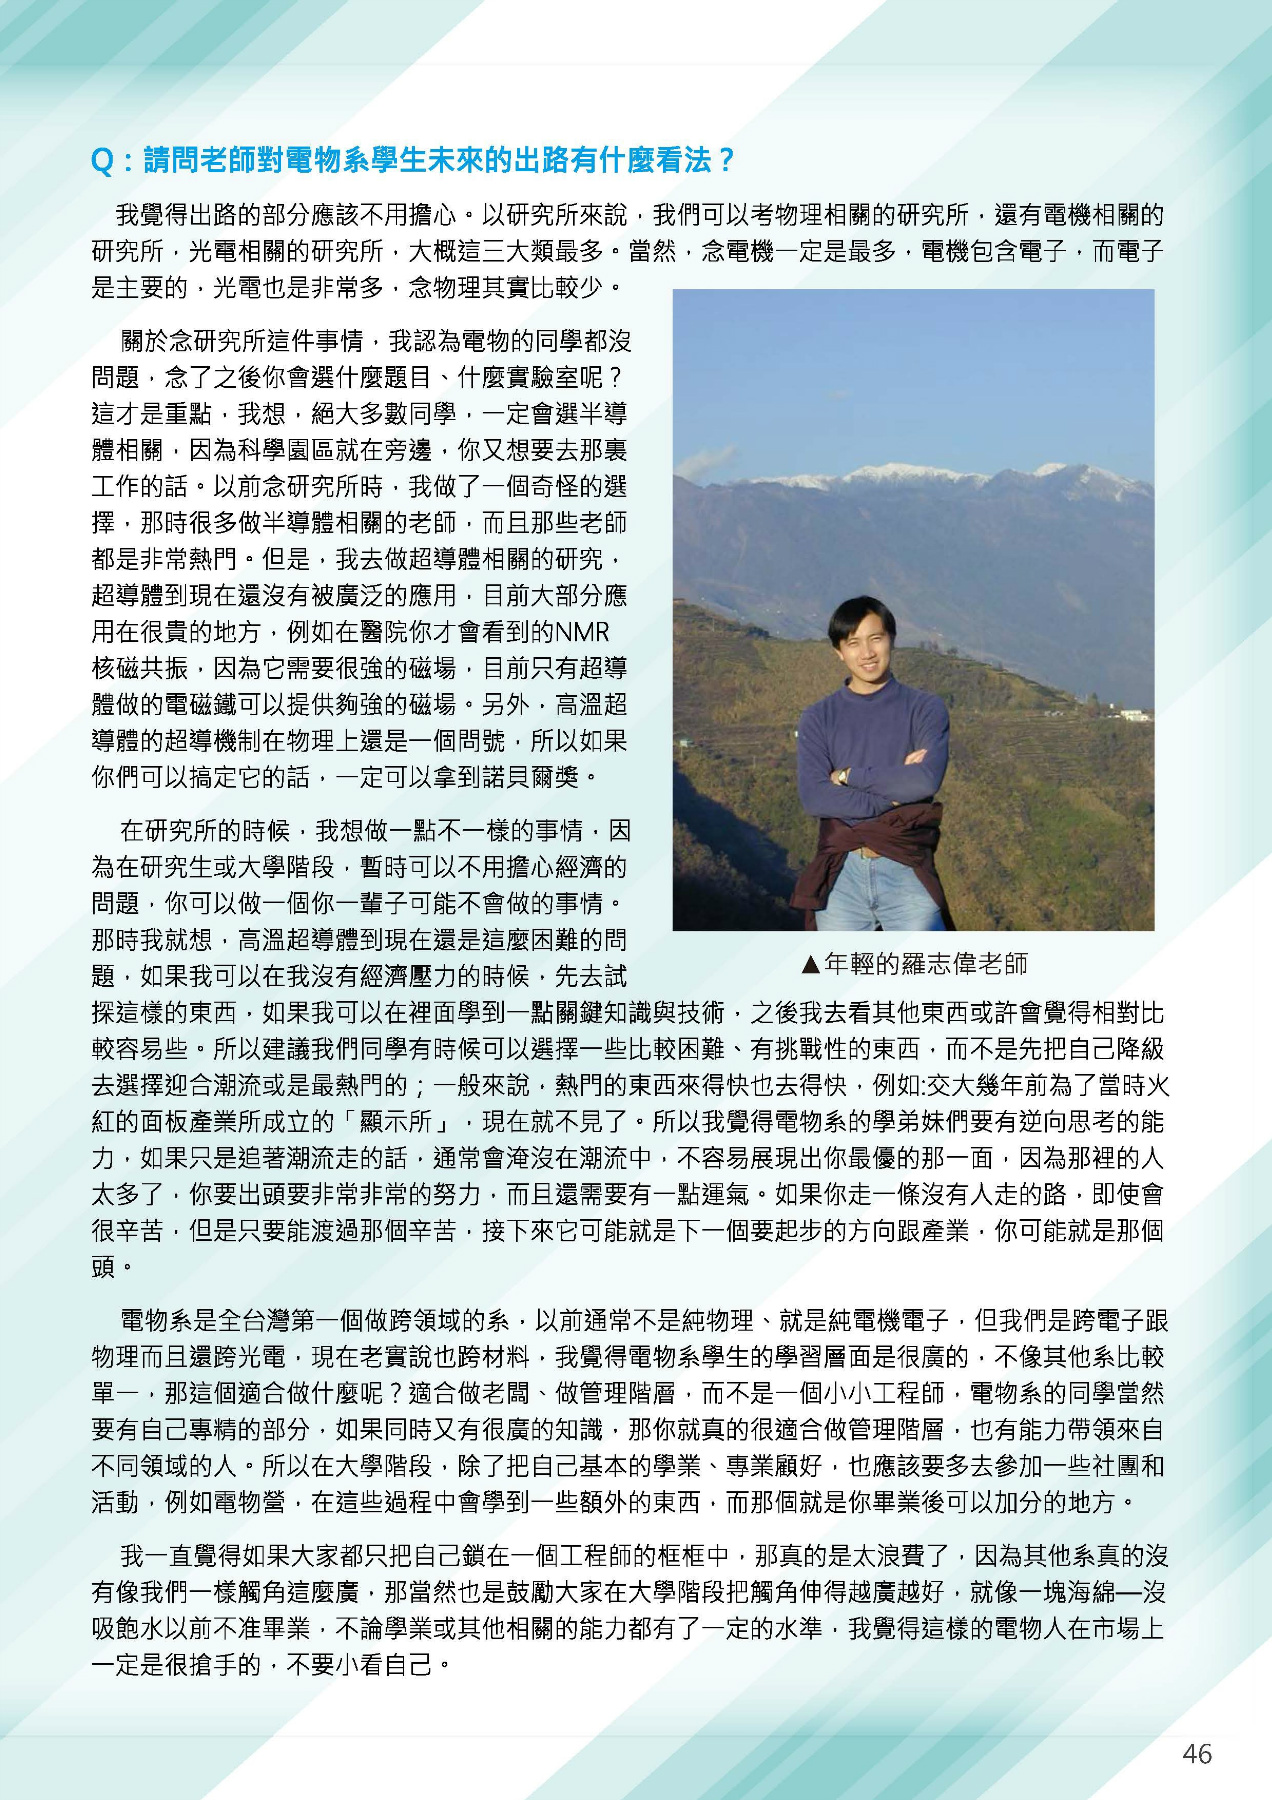 Q：請問老師對電物系學生未來的出路有什麼看法？
我覺得出路的部分應該不用擔心。以研究所來說，我們可以考物理相關的研究所，還有電機相關的
研究所，光電相關的研究所，大概這三大類最多。當然，念電機一定是最多，電機包含電子，而電子
是主要的，光電也是非常多，念物理其實比較少。
關於念研究所這件事情，我認為電物的同學都沒
問題，念了之後你會選什麼題目、什麼實驗室呢？
這才是重點，我想，絕大多數同學，一定會選半導
體相關，因為科學園區就在旁邊，你又想要去那裏
工作的話。以前念研究所時，我做了一個奇怪的選
擇，那時很多做半導體相關的老師，而且那些老師
都是非常熱門。但是，我去做超導體相關的研究，
超導體到現在還沒有被廣泛的應用，目前大部分應
用在很貴的地方，例如在醫院你才會看到的NMR
核磁共振，因為它需要很強的磁場，目前只有超導
體做的電磁鐵可以提供夠強的磁場。另外，高溫超
導體的超導機制在物理上還是一個問號，所以如果
你們可以搞定它的話，一定可以拿到諾貝爾獎。
在研究所的時候，我想做一點不一樣的事情，因
為在研究生或大學階段，暫時可以不用擔心經濟的
問題，你可以做一個你一輩子可能不會做的事情。
那時我就想，高溫超導體到現在還是這麼困難的問
題，如果我可以在我沒有經濟壓力的時候，先去試
▲年輕的羅志偉老師
探這樣的東西，如果我可以在裡面學到一點關鍵知識與技術，之後我去看其他東西或許會覺得相對比
較容易些。所以建議我們同學有時候可以選擇一些比較困難、有挑戰性的東西，而不是先把自己降級
去選擇迎合潮流或是最熱門的；一般來說，熱門的東西來得快也去得快，例如:交大幾年前為了當時火
紅的面板產業所成立的「顯示所」，現在就不見了。所以我覺得電物系的學弟妹們要有逆向思考的能
力，如果只是追著潮流走的話，通常會淹沒在潮流中，不容易展現出你最優的那一面，因為那裡的人
太多了，你要出頭要非常非常的努力，而且還需要有一點運氣。如果你走一條沒有人走的路，即使會
很辛苦，但是只要能渡過那個辛苦，接下來它可能就是下一個要起步的方向跟產業，你可能就是那個
頭。
電物系是全台灣第一個做跨領域的系，以前通常不是純物理、就是純電機電子，但我們是跨電子跟
物理而且還跨光電，現在老實說也跨材料，我覺得電物系學生的學習層面是很廣的，不像其他系比較
單一，那這個適合做什麼呢？適合做老闆、做管理階層，而不是一個小小工程師，電物系的同學當然
要有自己專精的部分，如果同時又有很廣的知識，那你就真的很適合做管理階層，也有能力帶領來自
不同領域的人。所以在大學階段，除了把自己基本的學業、專業顧好，也應該要多去參加一些社團和
活動，例如電物營，在這些過程中會學到一些額外的東西，而那個就是你畢業後可以加分的地方。
我一直覺得如果大家都只把自己鎖在一個工程師的框框中，那真的是太浪費了，因為其他系真的沒
有像我們一樣觸角這麼廣，那當然也是鼓勵大家在大學階段把觸角伸得越廣越好，就像一塊海綿—沒
吸飽水以前不准畢業，不論學業或其他相關的能力都有了一定的水準，我覺得這樣的電物人在市場上
一定是很搶手的，不要小看自己。
46